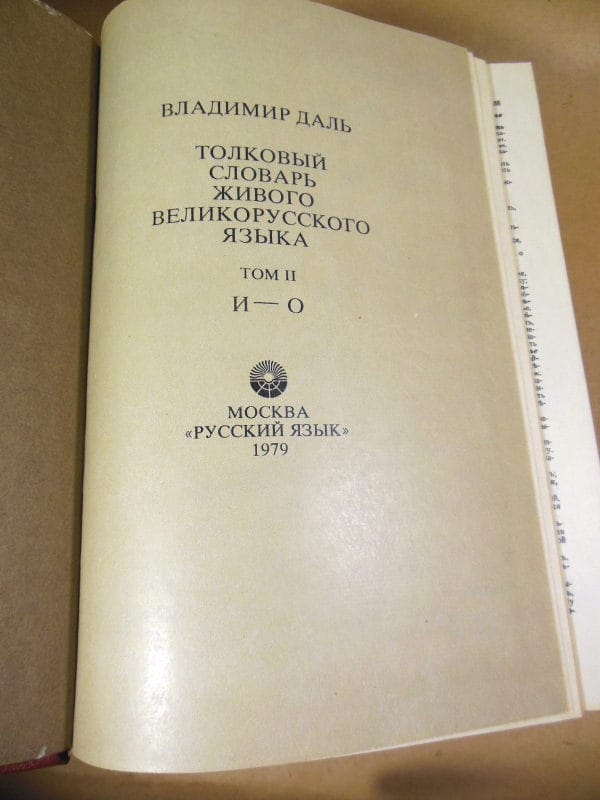 ВЛАДИМИР ДАЛЬ
ТОЛКОВЫЙ
СЛОВАРЬ
ЖИВОГО
ВЕЛИКОРУССКОГО
ЯЗЫКА
ТОМ II
И — О
МОСКВА
«РУССКИЙ ЯЗЫК»
1979